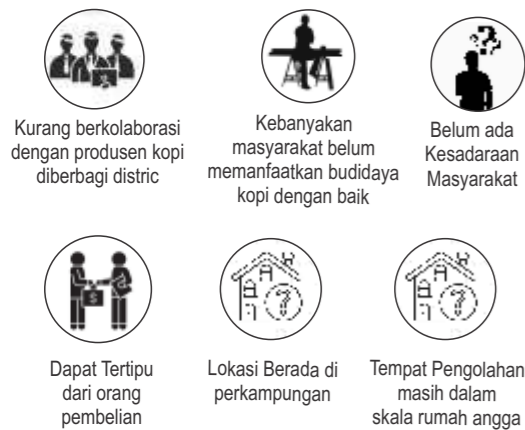 Kurang berkolaborasi
dengan produsen kopi
diberbagi distric
Kebanyakan
masyarakat belum
memanfaatkan budidaya
kopi dengan baik
Belum ada
Kesadaraan
Masyarakat
Dapat Tertipu
dari orang
pembelian
Lokasi Berada di
perkampungan
Tempat Pengolahan
masih dalam
skala rumah angga